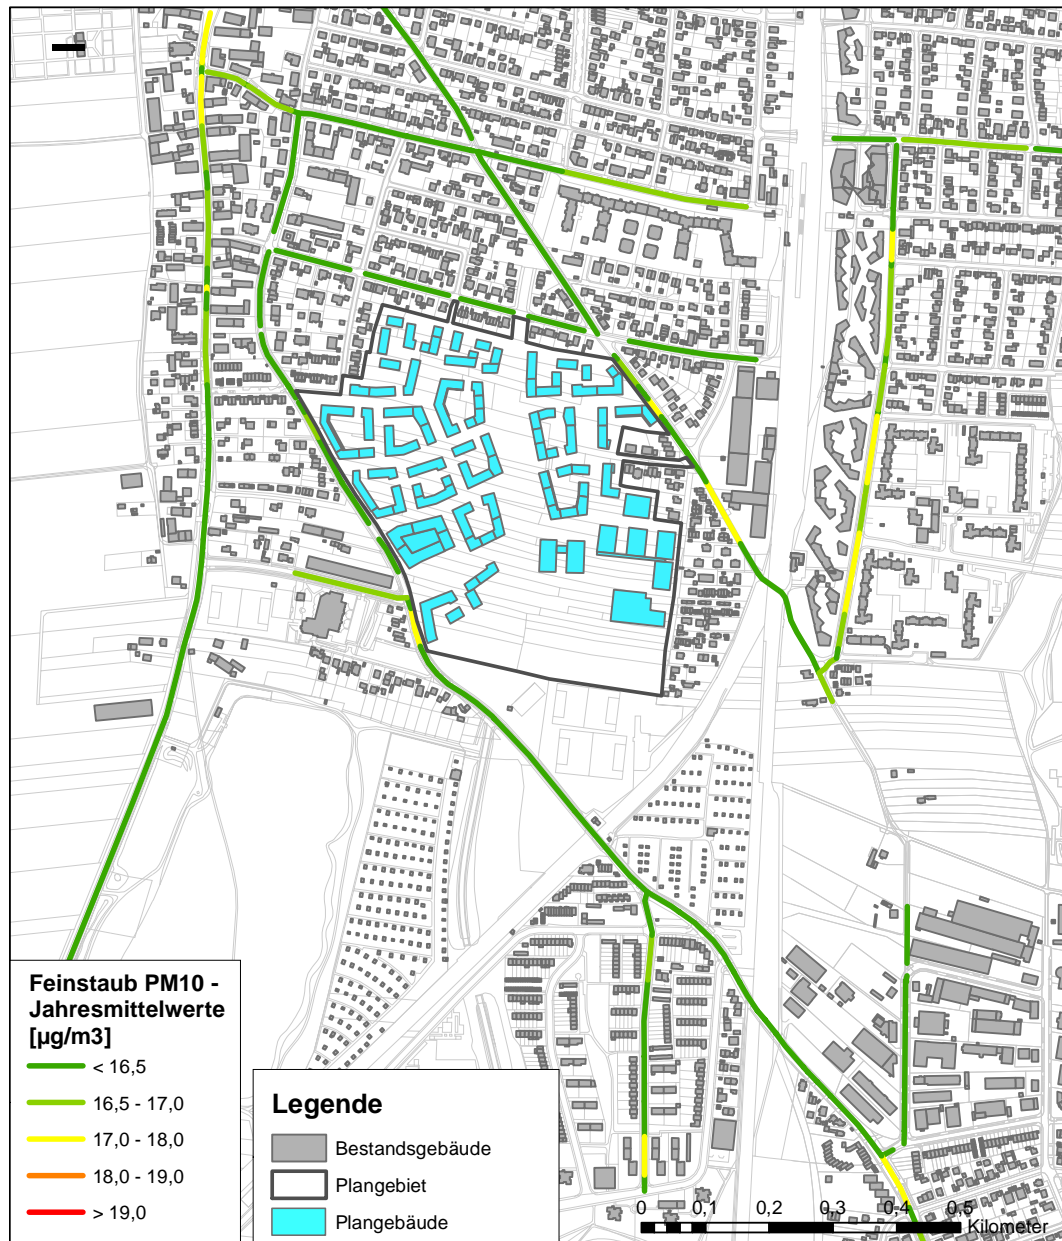 Feinstaub PM10 -
Jahresmittelwerte
[µg/m3]
< 16,5
16,5 - 17,0
17,0 - 18,0
18,0 - 19,0
> 19,0
Legende
Bestandsgebäude
Plangebiet
Plangebäude
0 0,1 0,2 0,3 0,4 0,5
Kilometer